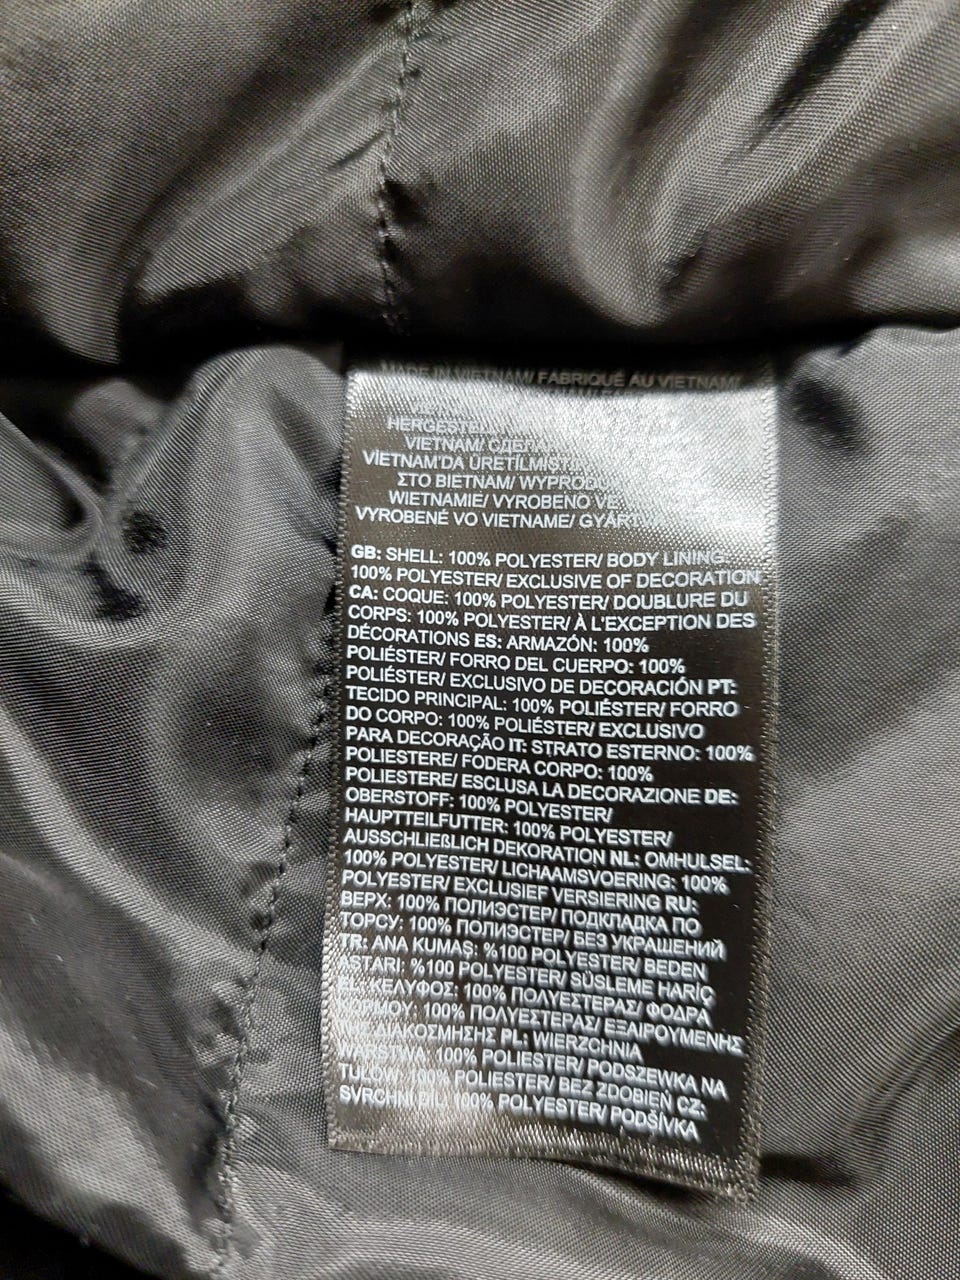 MADE IN VIETNAM/ FABRIQUÉ AU VIETNAM/
VIETNAM/
VIETNAM'DA ÜRETİLMİŞTİR
ΣΤΟ ΒΙΕΤΝΑΜ/
WIETNAMIE/ VYROBENO VE
VYROBENÉ VO VIETNAME/
GB: SHELL: 100% POLYESTER/ BODY LINING:
100% POLYESTER/ EXCLUSIVE OF DECORATION
CA: COQUE: 100% POLYESTER/ DOUBLURE DU
CORPS: 100% POLYESTER/ À L'EXCEPTION DES
DÉCORATIONS ES: ARMAZÓN: 100%
POLIÉSTER/ FORRO DEL CUERPO: 100%
POLIÉSTER/ EXCLUSIVO DE DECORACIÓN PT:
TECIDO PRINCIPAL: 100% POLIÉSTER/ FORRO
DO CORPO: 100% POLIÉSTER/ EXCLUSIVO
PARA DECORAÇÃO IT: STRATO ESTERNO: 100%
POLIESTERE/ FODERA CORPO: 100%
POLIESTERE/ ESCLUSA LA DECORAZIONE DE:
OBERSTOFF: 100% POLYESTER/
HAUPTTEILFUTTER: 100% POLYESTER/
AUSSCHLIEßLICH DEKORATION NL: OMHULSEL:
100% POLYESTER/ LICHAAMSVOERING: 100%
POLYESTER/ EXCLUSIEF VERSIERING RU:
ВЕРХ: 100% ПОЛИЭСТЕР/ ПОДКЛАДКА ПО
ТОРСУ: 100% ПОЛИЭСТЕР/ БЕЗ УКРАШЕНИЙ
TR: ANA KUMAŞ: %100 POLYESTER/ BEDEN
ASTARI: %100 POLYESTER/ SÜSLEME HARİÇ
EL: ΚΕΛΥΦΟΣ: 100% ΠΟΛΥΕΣΤΕΡΑΣ/ ΦΟΔΡΑ
ΚΟΡΜΟΥ: 100% ΠΟΛΥΕΣΤΕΡΑΣ/ ΕΞΑΙΡΟΥΜΕΝΗΣ
ΤΗΣ ΔΙΑΚΟΣΜΗΣΗΣ PL: WIERZCHNIA
WARSTWA: 100% POLIESTER/ PODSZEWKA NA
TUŁÓW: 100% POLIESTER/ BEZ ZDOBIEŃ CZ:
SVRCHNÍ DÍL: 100% POLYESTER/ PODŠÍVKA